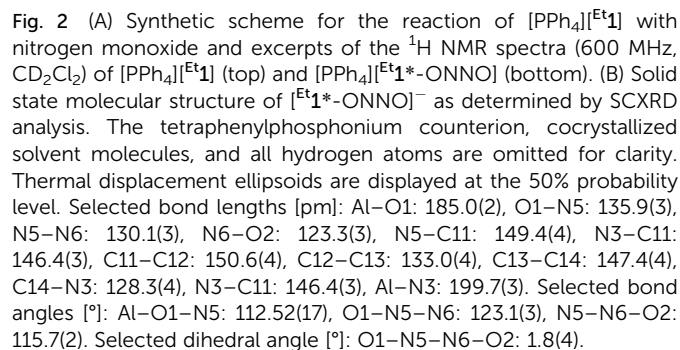 Fig. 2 (A) Synthetic scheme for the reaction of [PPh₄][ᴱᵗ1] with
nitrogen monoxide and excerpts of the ¹H NMR spectra (600 MHz,
CD₂Cl₂) of [PPh₄][ᴱᵗ1] (top) and [PPh₄][ᴱᵗ1*-ONNO] (bottom). (B) Solid
state molecular structure of [ᴱᵗ1*-ONNO]⁻ as determined by SCXRD
analysis. The tetraphenylphosphonium counterion, cocrystallized
solvent molecules, and all hydrogen atoms are omitted for clarity.
Thermal displacement ellipsoids are displayed at the 50% probability
level. Selected bond lengths [pm]: Al–O1: 185.0(2), O1–N5: 135.9(3),
N5–N6: 130.1(3), N6–O2: 123.3(3), N5–C11: 149.4(4), N3–C11:
146.4(3), C11–C12: 150.6(4), C12–C13: 133.0(4), C13–C14: 147.4(4),
C14–N3: 128.3(4), N3–C11: 146.4(3), Al–N3: 199.7(3). Selected bond
angles [°]: Al–O1–N5: 112.52(17), O1–N5–N6: 123.1(3), N5–N6–O2:
115.7(2). Selected dihedral angle [°]: O1–N5–N6–O2: 1.8(4).